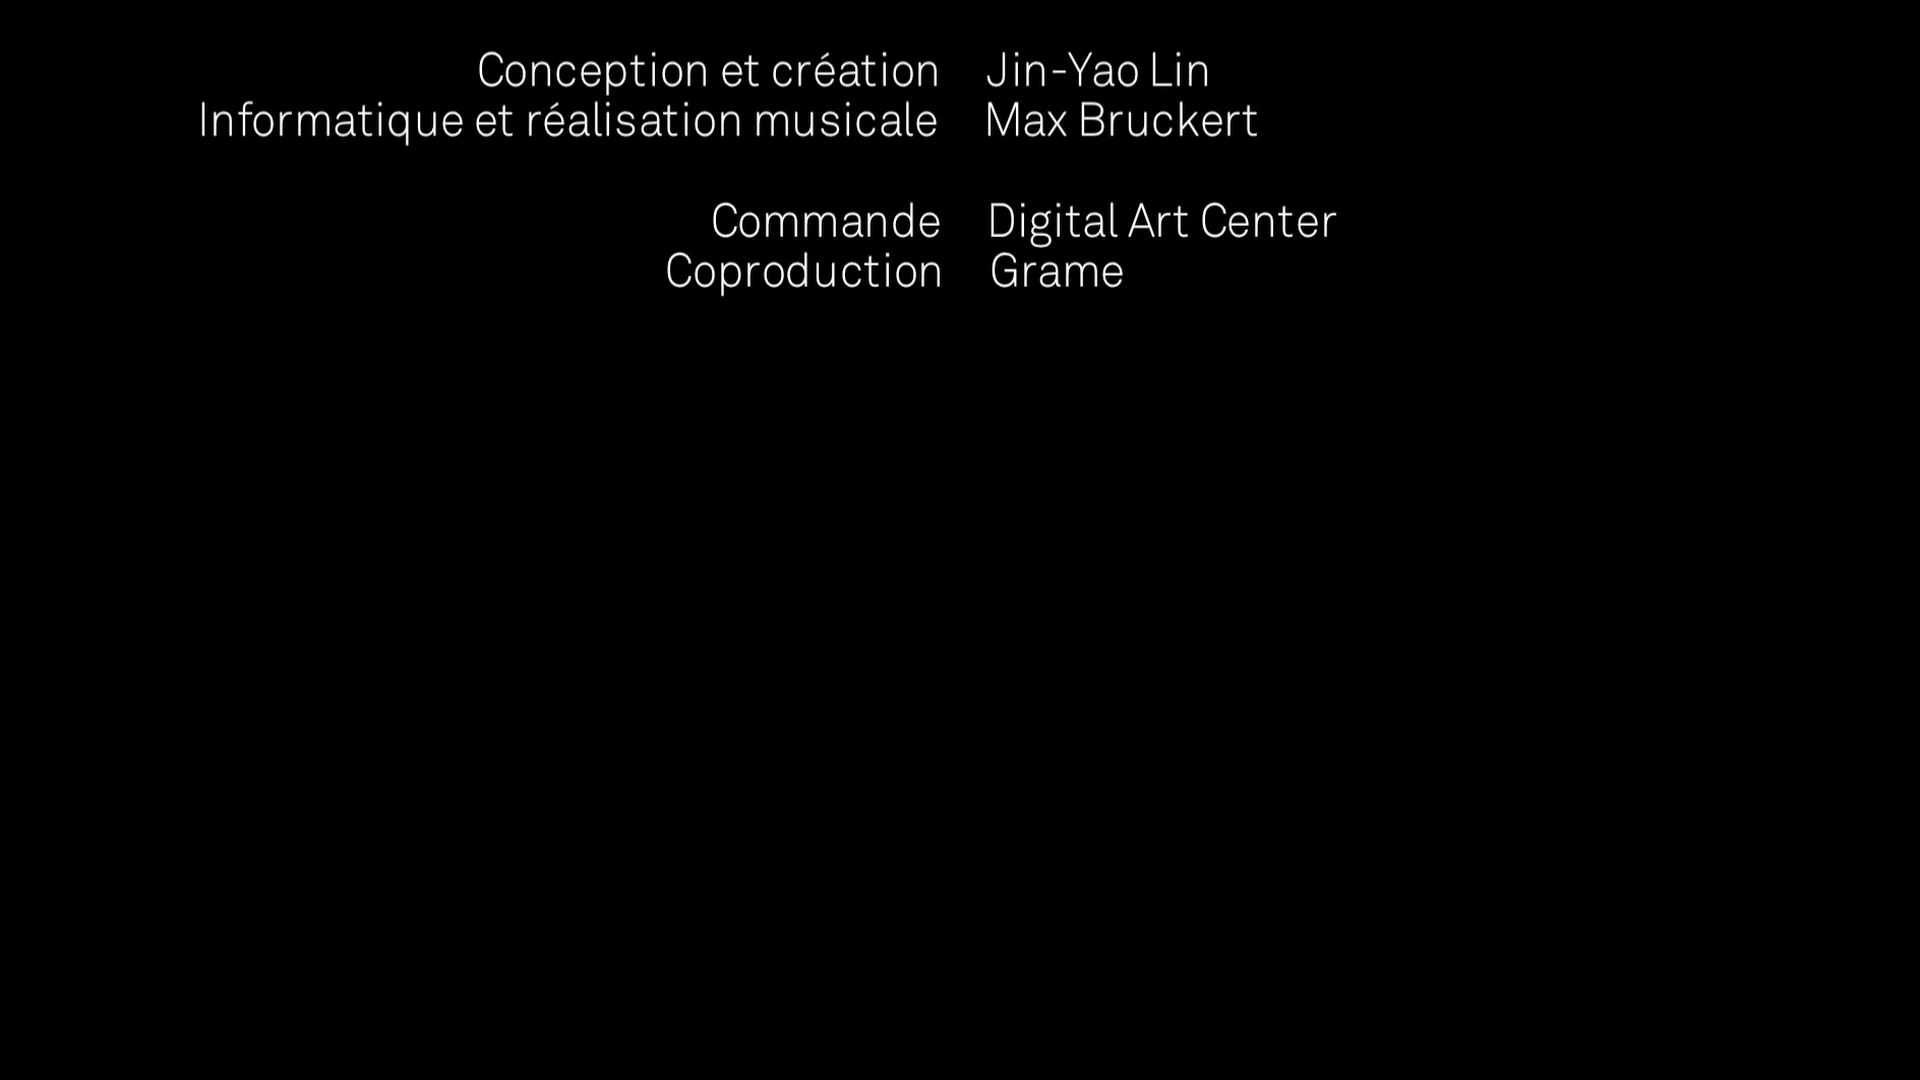 Conception et création Jin-Yao Lin
Informatique et réalisation musicale Max Bruckert
Commande Digital Art Center
Coproduction Grame